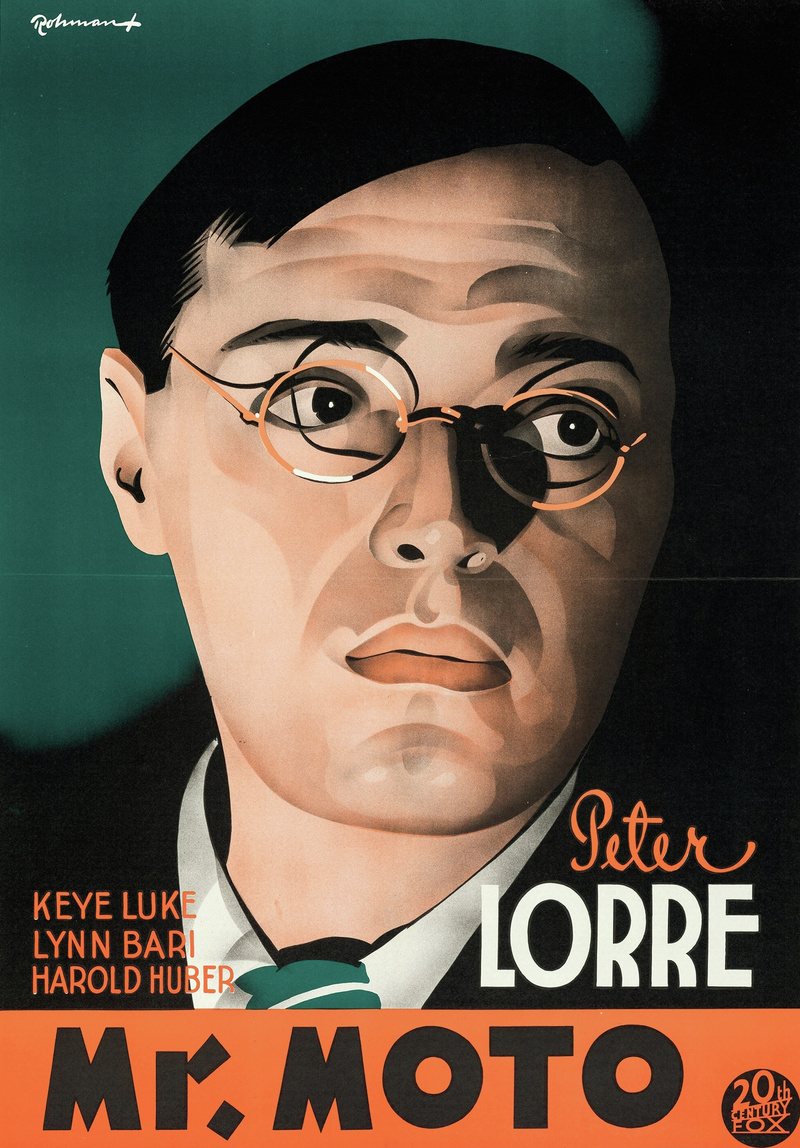 Rohman
Peter
LORRE
KEYE LUKE
LYNN BARI
HAROLD HUBER
Mr. MOTO
20th
CENTURY
FOX